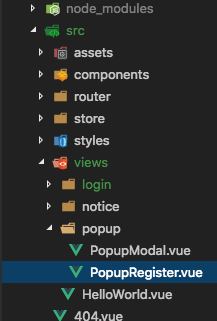 node_modules
src
assets
components
router
store
styles
views
login
notice
popup
PopupModal.vue
PopupRegister.vue
HelloWorld.vue
404.vue